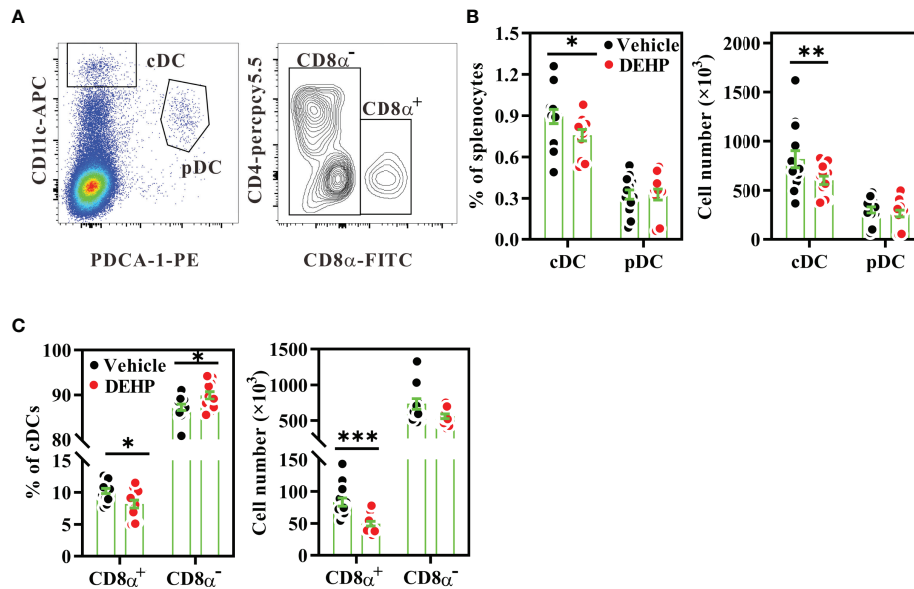 A
CD11c-APC
cDC
pDC
PDCA-1-PE
CD4-percpcy5.5
CD8α⁻
CD8α⁺
CD8α-FITC
B
% of splenocytes
1.5
1.2
0.9
0.6
0.3
0.0
*
Vehicle
DEHP
cDC
pDC
Cell number (×10³)
2000
1500
1000
500
0
**
cDC
pDC
C
% of cDCs
100
90
80
15
10
5
0
Vehicle
DEHP
*
*
CD8α⁺
CD8α⁻
Cell number (×10³)
1500
1000
500
150
100
50
0
***
CD8α⁺
CD8α⁻